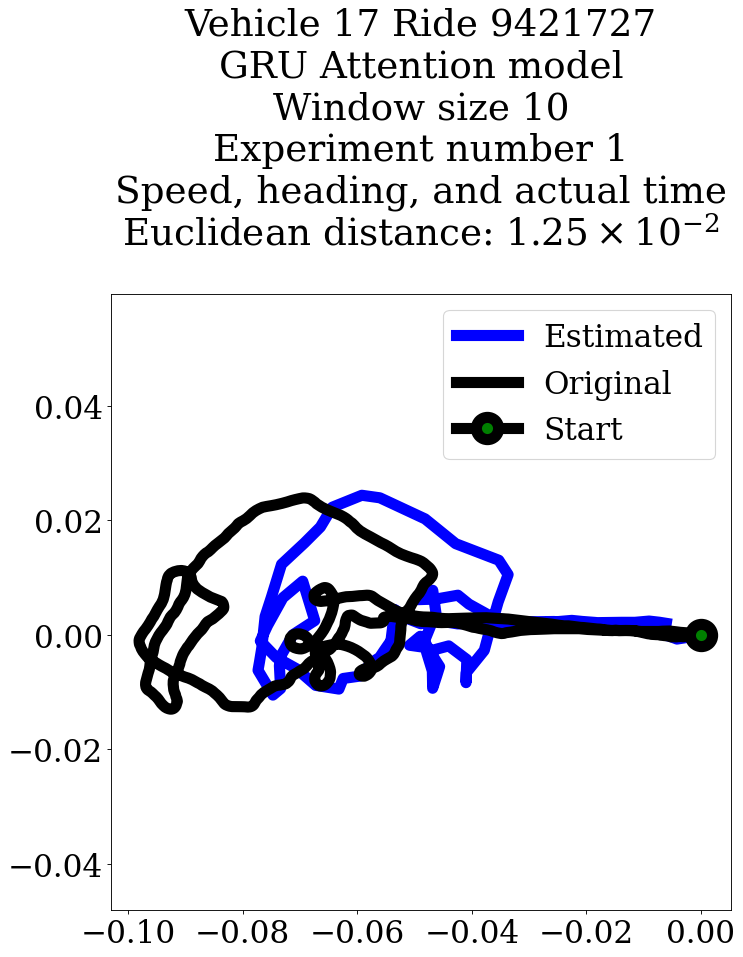 Vehicle 17 Ride 9421727
GRU Attention model
Window size 10
Experiment number 1
Speed, heading, and actual time
Euclidean distance: 1.25 × 10⁻²
Estimated
Original
Start
0.04
0.02
0.00
−0.02
−0.04
−0.10 −0.08 −0.06 −0.04 −0.02 0.00